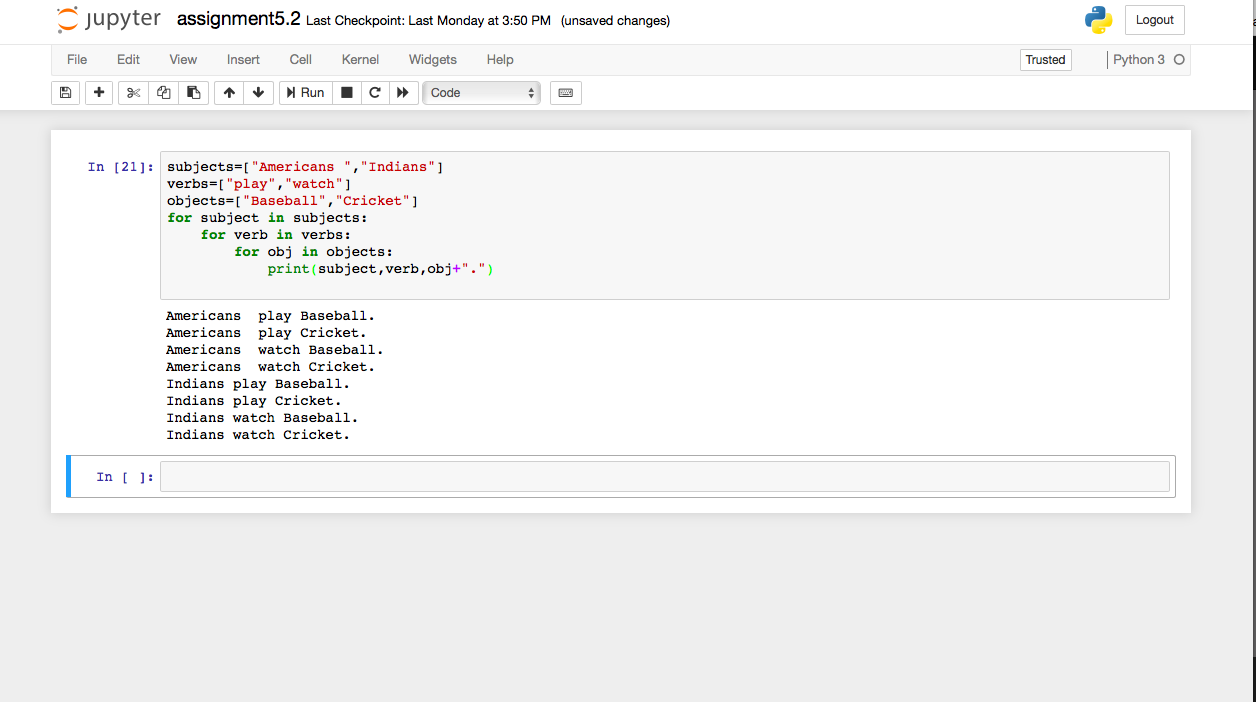 jupyter assignment5.2 Last Checkpoint: Last Monday at 3:50 PM (unsaved changes) Logout
File Edit View Insert Cell Kernel Widgets Help Trusted Python 3
Run Code
In [21]: subjects=["Americans ","Indians"]
verbs=["play","watch"]
objects=["Baseball","Cricket"]
for subject in subjects:
    for verb in verbs:
        for obj in objects:
            print(subject,verb,obj+".")
Americans  play Baseball.
Americans  play Cricket.
Americans  watch Baseball.
Americans  watch Cricket.
Indians play Baseball.
Indians play Cricket.
Indians watch Baseball.
Indians watch Cricket.
In [ ]: